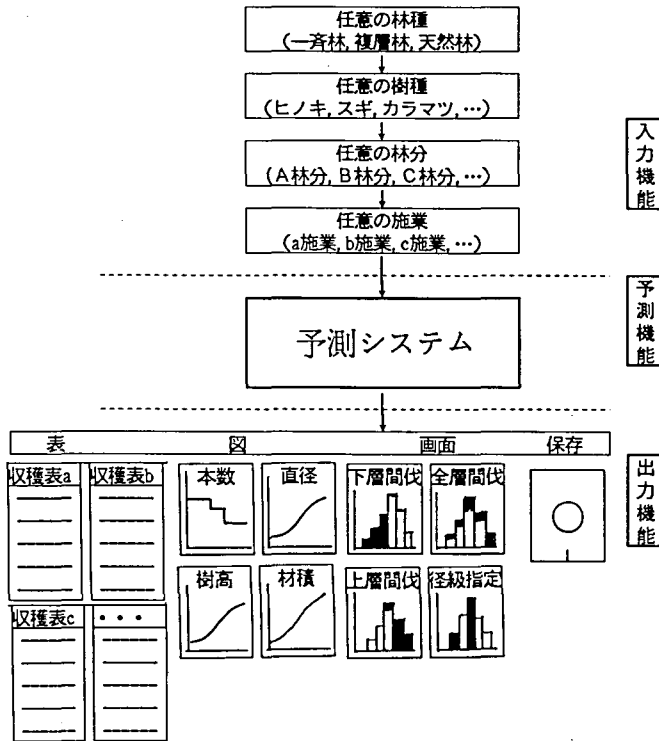 任意の林種
(一斉林, 複層林, 天然林)
任意の樹種
(ヒノキ, スギ, カラマツ, …)
任意の林分
(A林分, B林分, C林分, …)
任意の施業
(a施業, b施業, c施業, …)
入力機能
予測システム
予測機能
表 図 画面 保存
収穫表a 収穫表b 本数 直径 下層間伐 全層間伐
出力機能
樹高 材積 上層間伐 径級指定
収穫表c ・・・